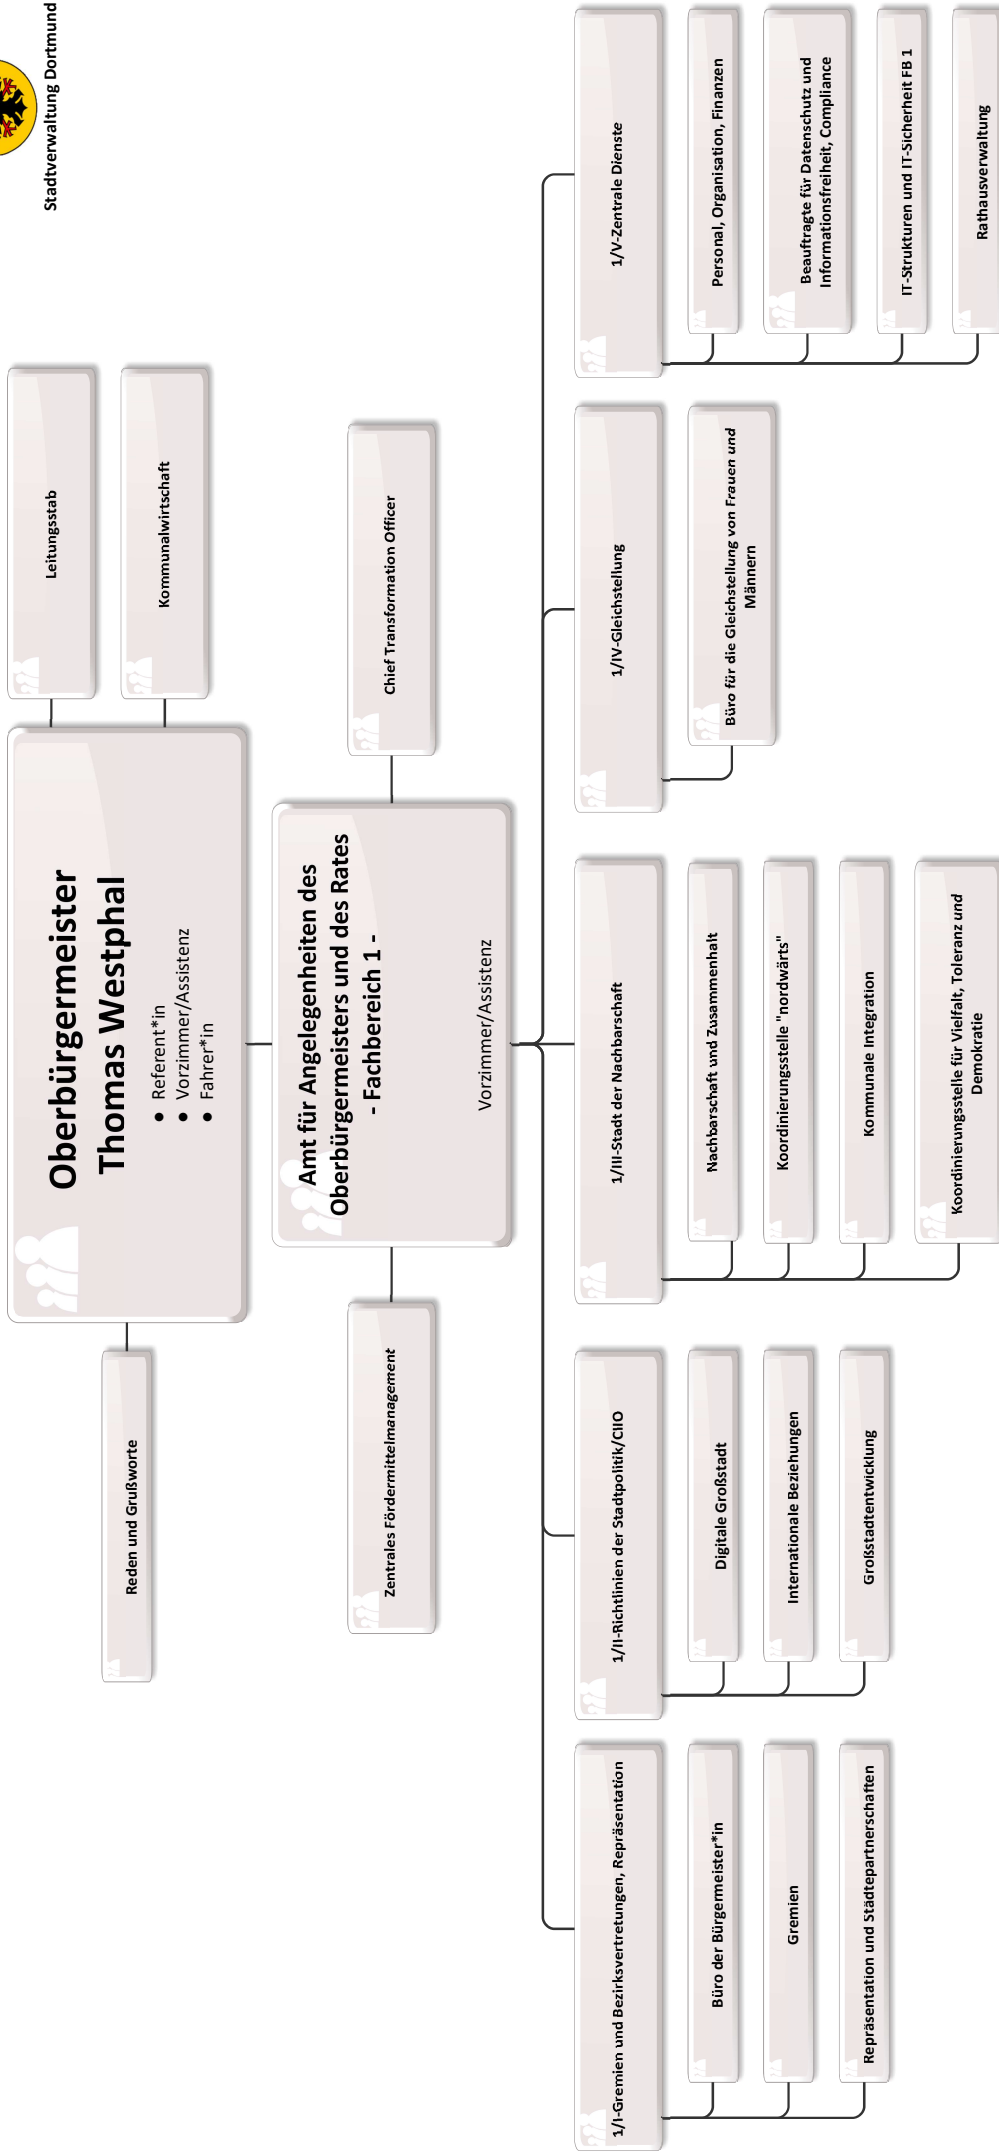 Stadtverwaltung Dortmund
Oberbürgermeister
Thomas Westphal
• Referent*in
• Vorzimmer/Assistenz
• Fahrer*in
Reden und Grußworte
Leitungsstab
Kommunalwirtschaft
Amt für Angelegenheiten des
Oberbürgermeisters und des Rates
- Fachbereich 1 -
Vorzimmer/Assistenz
Zentrales Fördermittelmanagement
Chief Transformation Officer
1/I-Gremien und Bezirksvertretungen, Repräsentation
Büro der Bürgermeister*in
Gremien
Repräsentation und Städtepartnerschaften
1/II-Richtlinien der Stadtpolitik/CIIO
Digitale Großstadt
Internationale Beziehungen
Großstadtentwicklung
1/III-Stadt der Nachbarschaft
Nachbarschaft und Zusammenhalt
Koordinierungsstelle "nordwärts"
Kommunale Integration
Koordinierungsstelle für Vielfalt, Toleranz und
Demokratie
1/IV-Gleichstellung
Büro für die Gleichstellung von Frauen und
Männern
1/V-Zentrale Dienste
Personal, Organisation, Finanzen
Beauftragte für Datenschutz und
Informationsfreiheit, Compliance
IT-Strukturen und IT-Sicherheit FB 1
Rathausverwaltung